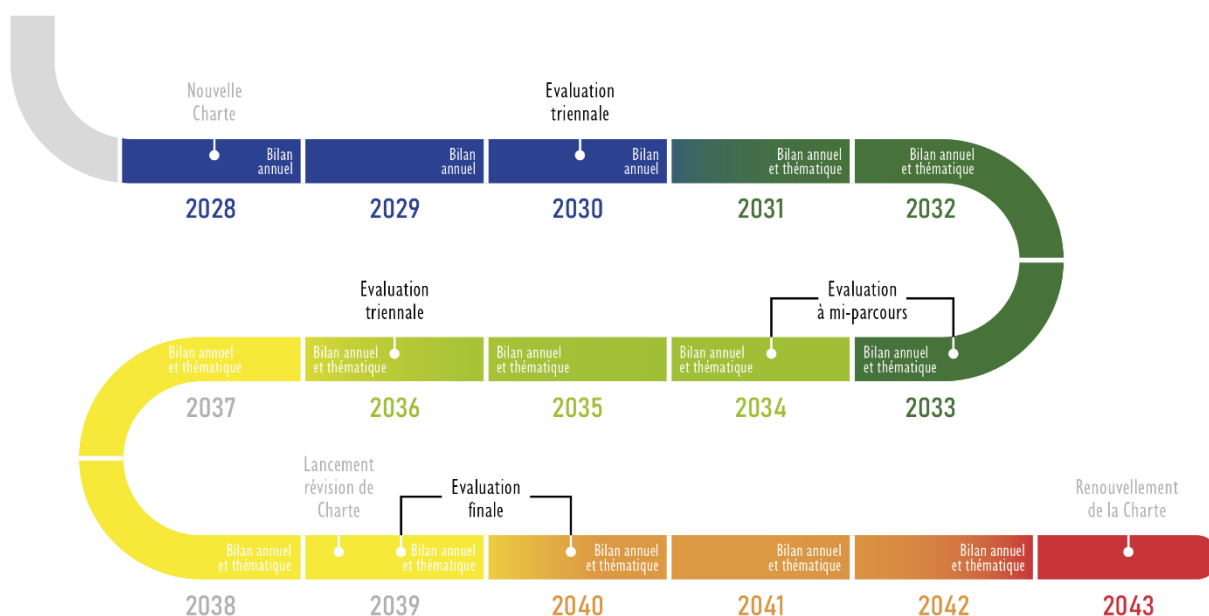 Nouvelle
Charte
Evaluation
triennale
Bilan
annuel
Bilan
annuel
Bilan
annuel
Bilan annuel
et thématique
Bilan annuel
et thématique
2028
2029
2030
2031
2032
Evaluation
triennale
Evaluation
à mi-parcours
Bilan annuel
et thématique
Bilan annuel
et thématique
Bilan annuel
et thématique
Bilan annuel
et thématique
Bilan annuel
et thématique
2037
2036
2035
2034
2033
Lancement
révision de
Charte
Evaluation
finale
Renouvellement
de la Charte
Bilan annuel
et thématique
Bilan annuel
et thématique
Bilan annuel
et thématique
Bilan annuel
et thématique
Bilan annuel
et thématique
2038
2039
2040
2041
2042
2043